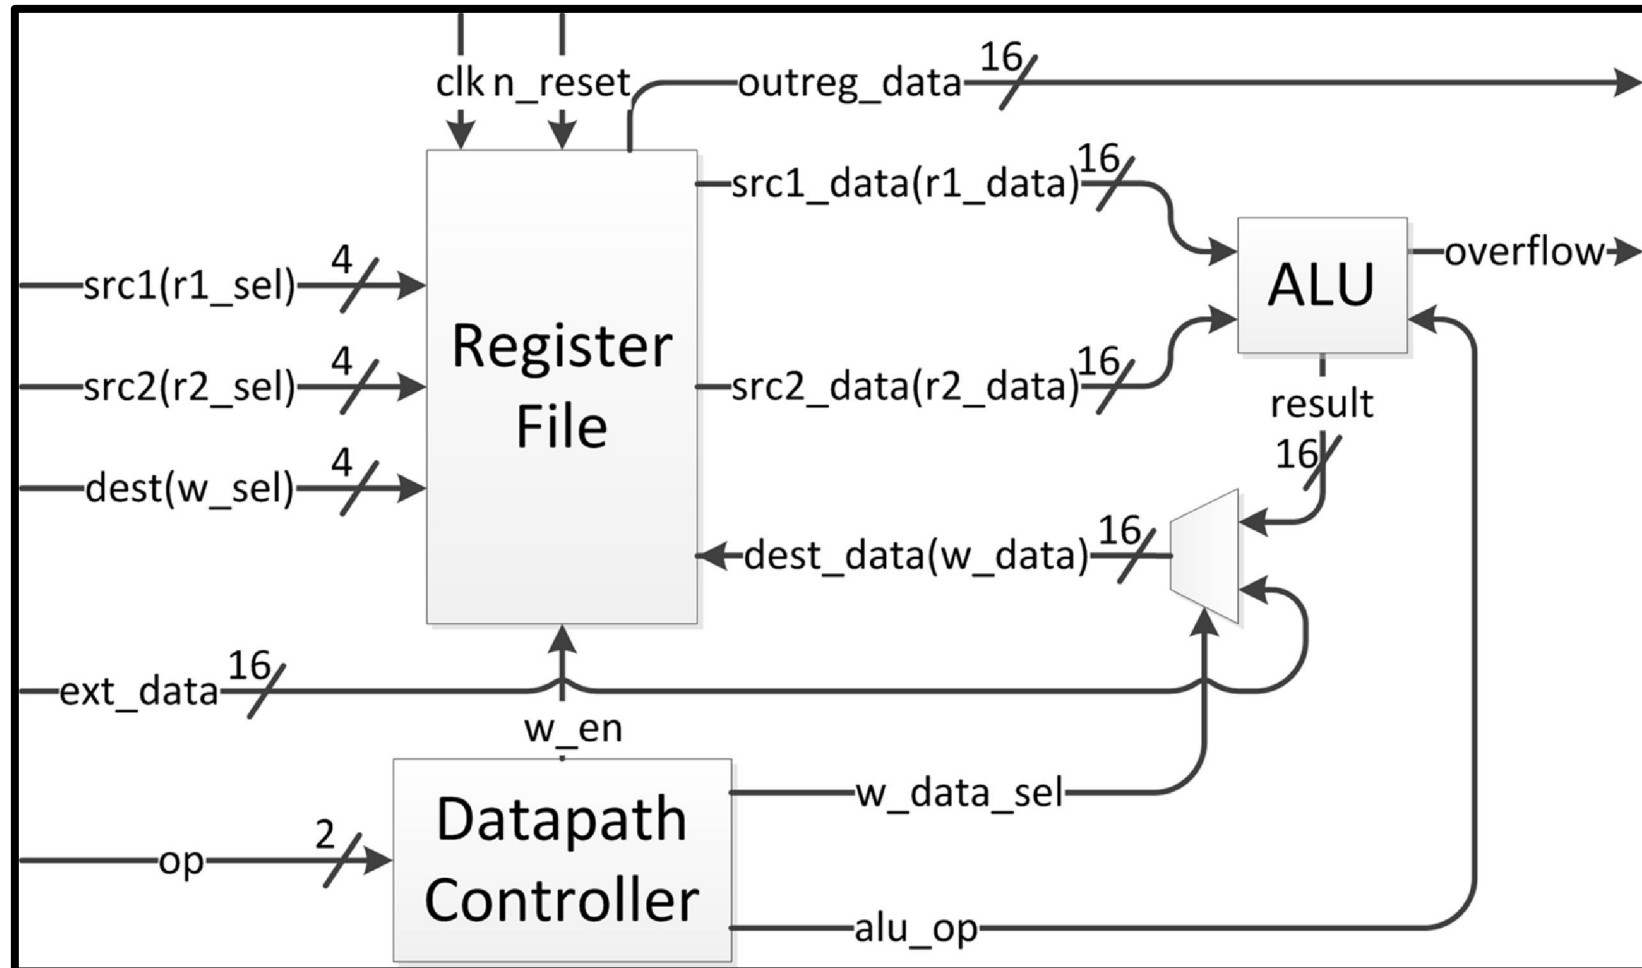 clk n_reset
outreg_data
16
src1_data(r1_data)
16
src1(r1_sel)
4
Register
File
ALU
overflow
src2(r2_sel)
4
src2_data(r2_data)
16
result
16
dest(w_sel)
4
dest_data(w_data)
16
ext_data
16
w_en
Datapath
Controller
w_data_sel
op
2
alu_op